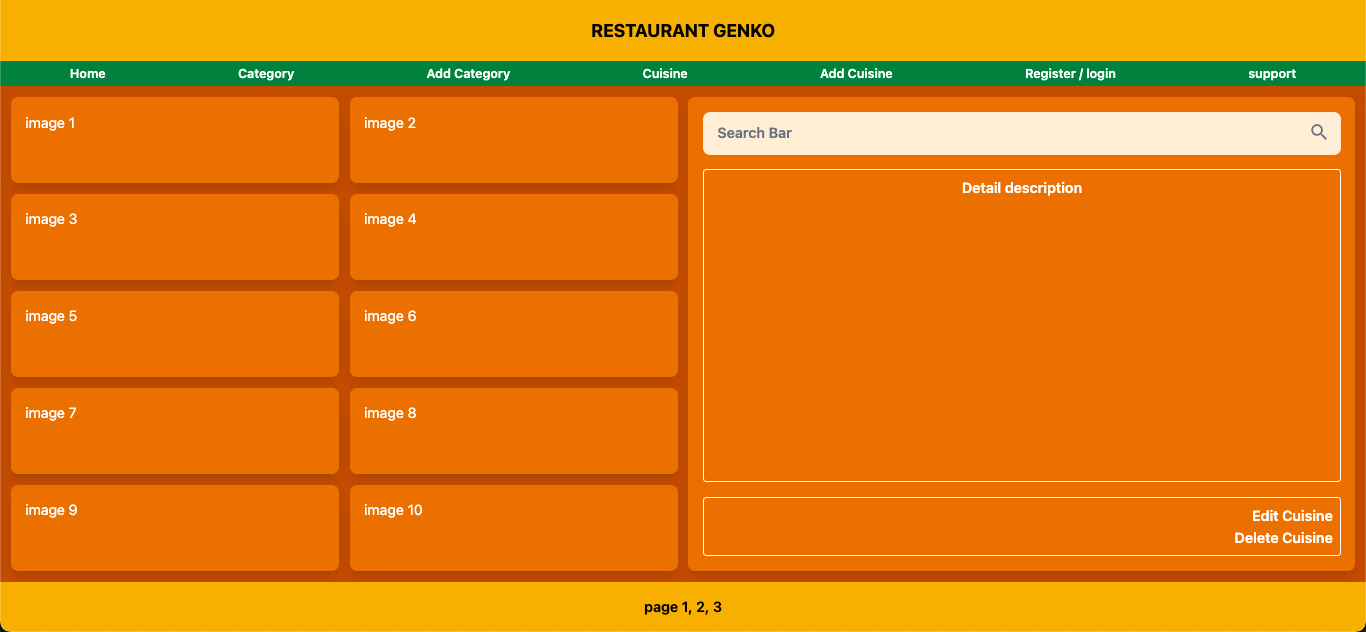 RESTAURANT GENKO
Home Category Add Category Cuisine Add Cuisine Register / login support
image 1
image 2
image 3
image 4
image 5
image 6
image 7
image 8
image 9
image 10
Search Bar
Detail description
Edit Cuisine
Delete Cuisine
page 1, 2, 3